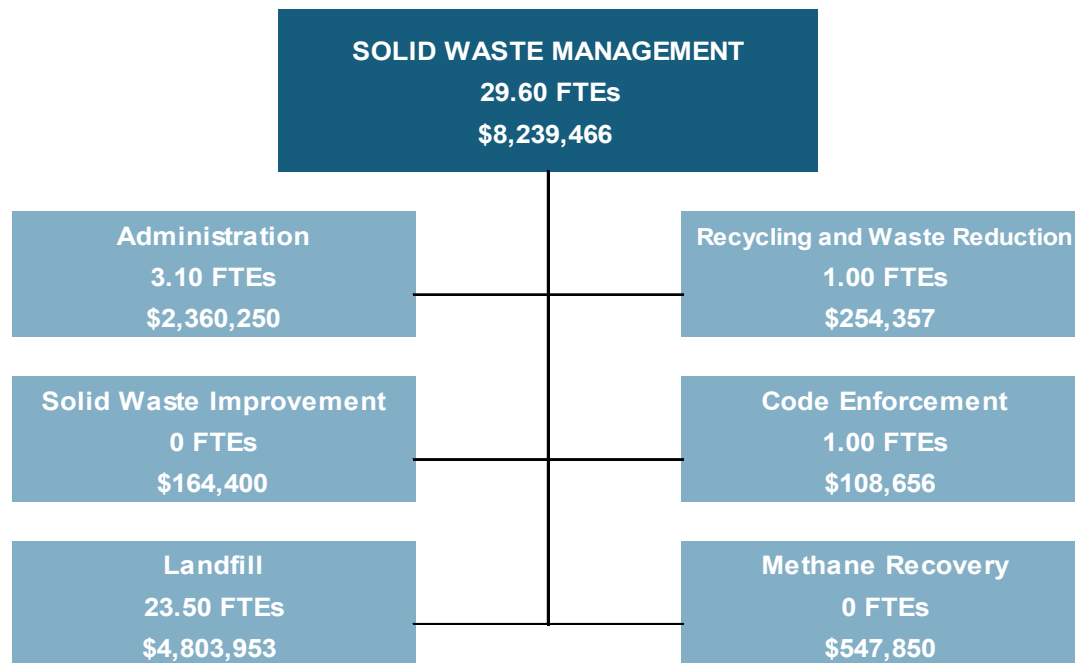 SOLID WASTE MANAGEMENT
29.60 FTEs
$8,239,466
Administration
3.10 FTEs
$2,360,250
Recycling and Waste Reduction
1.00 FTEs
$254,357
Solid Waste Improvement
0 FTEs
$164,400
Code Enforcement
1.00 FTEs
$108,656
Landfill
23.50 FTEs
$4,803,953
Methane Recovery
0 FTEs
$547,850